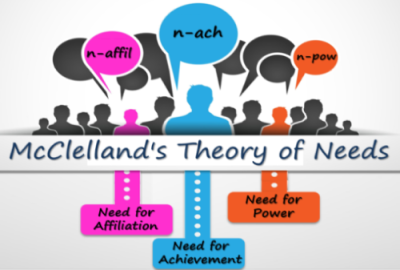 n-affil
n-ach
n-pow
McClelland's Theory of Needs
Need for
Affiliation
Need for
Achievement
Need for
Power